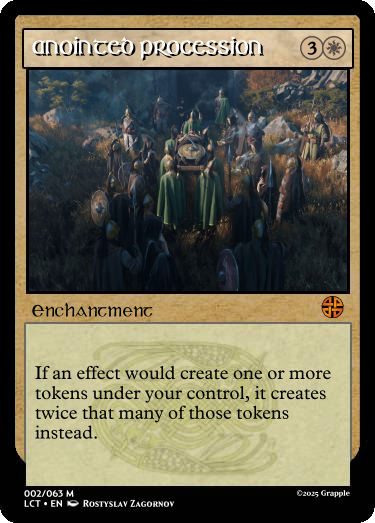 Anointed Procession 3
Enchantment
If an effect would create one or more
tokens under your control, it creates
twice that many of those tokens
instead.
002/063 M
LCT • EN Rostyslav Zagornov
©2025 Grapple